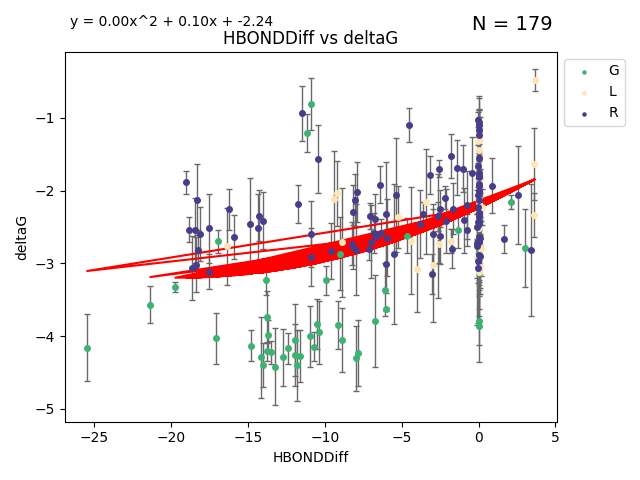 y = 0.00x^2 + 0.10x + -2.24
N = 179
HBONDDiff vs deltaG
G
L
R
deltaG
−1
−2
−3
−4
−5
−25
−20
−15
−10
−5
0
5
HBONDDiff